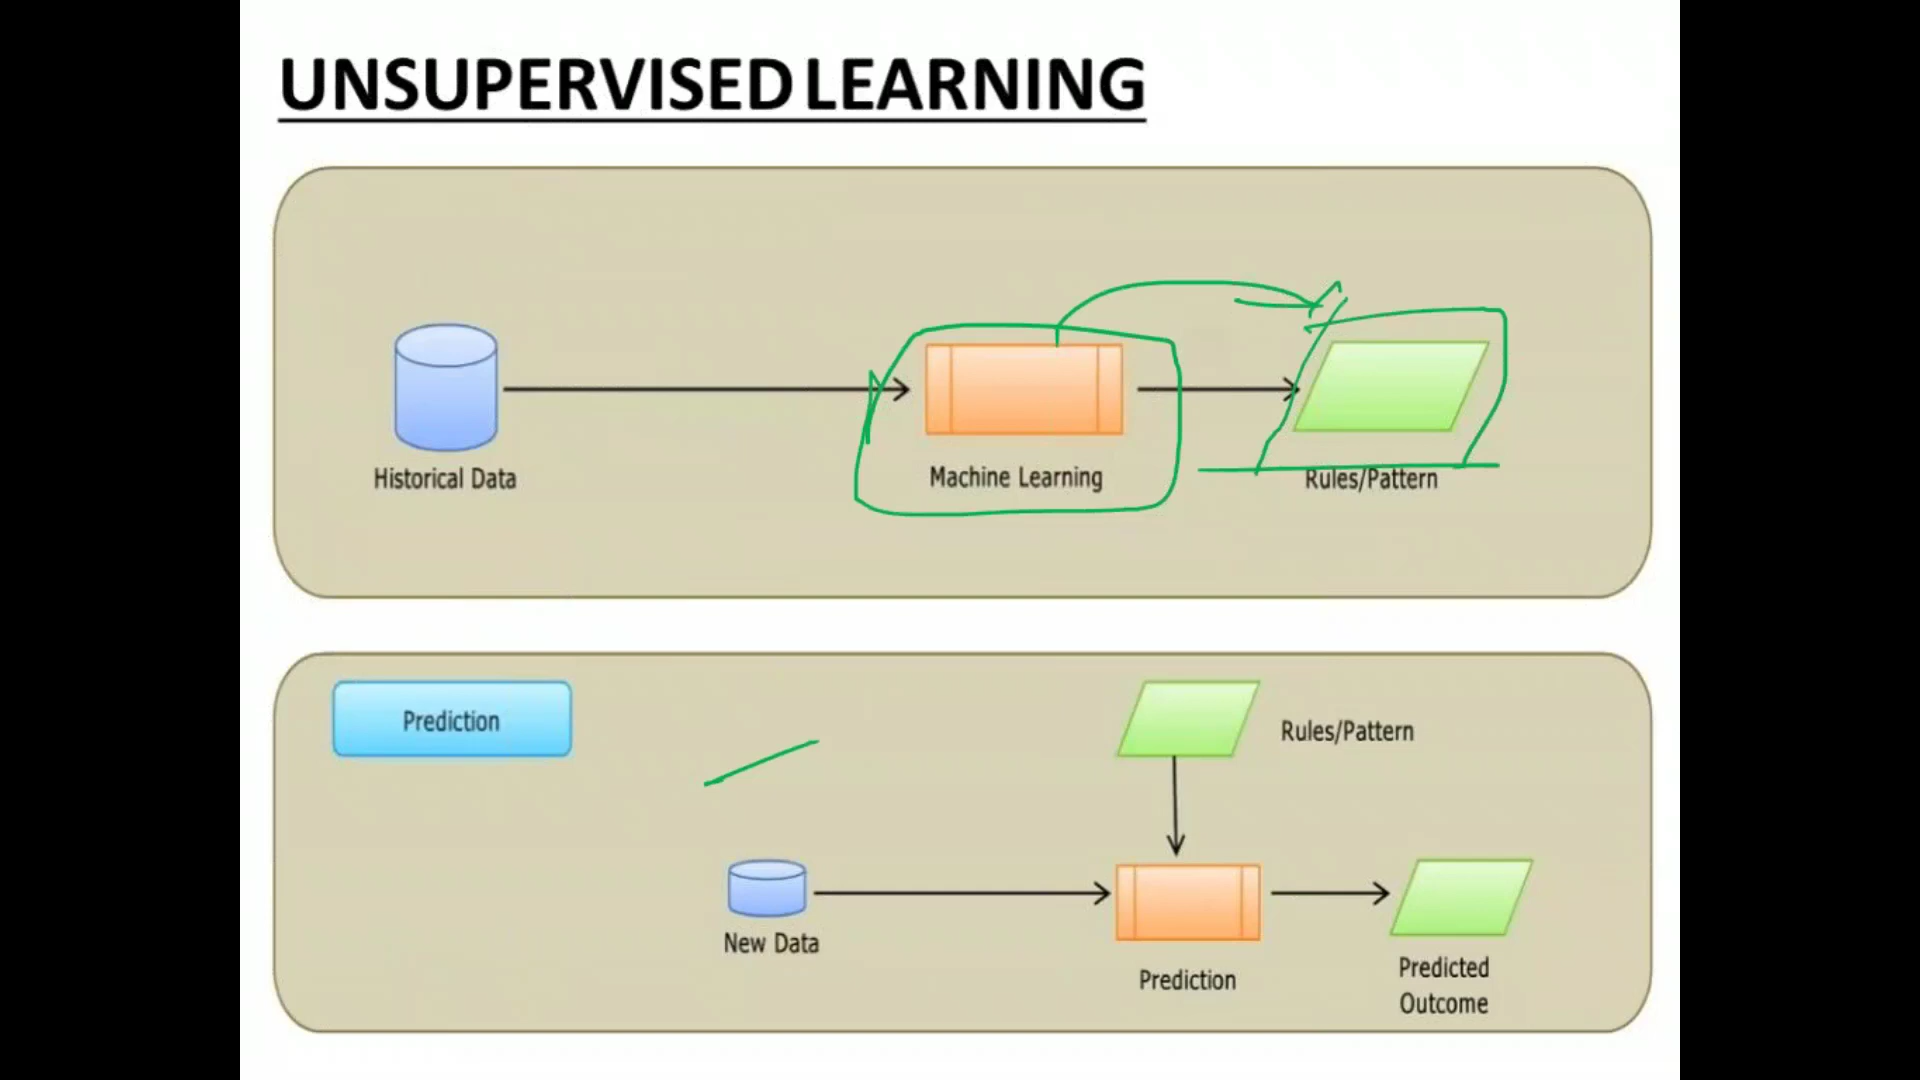 UNSUPERVISED LEARNING
Historical Data
Machine Learning
Rules/Pattern
Prediction
Rules/Pattern
New Data
Prediction
Predicted
Outcome